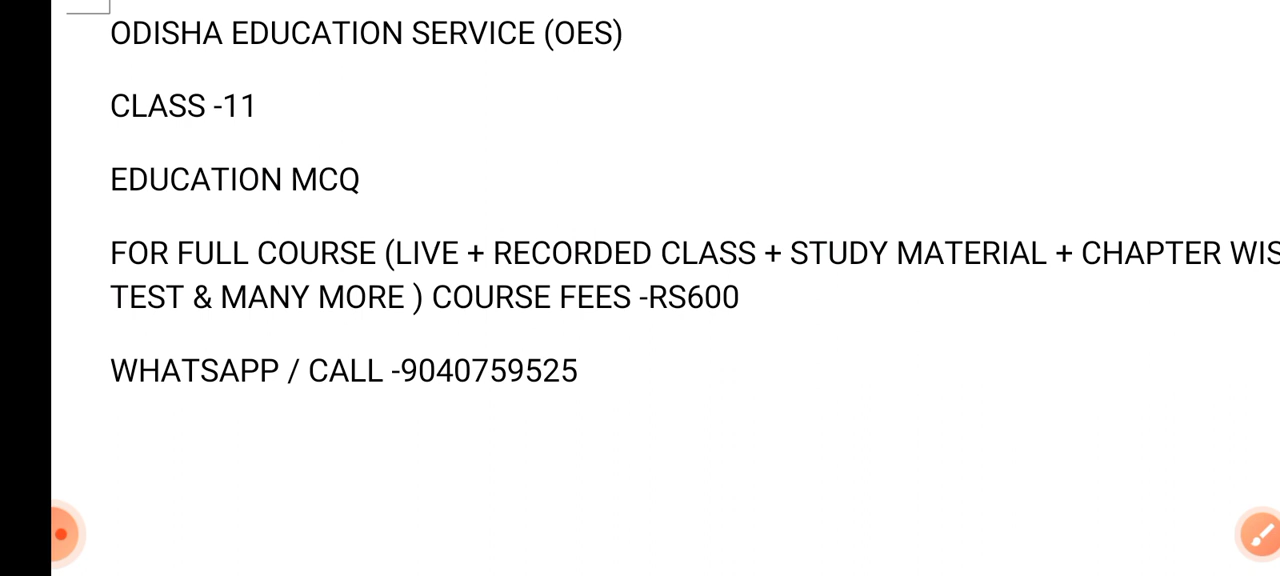 ODISHA EDUCATION SERVICE (OES)
CLASS -11
EDUCATION MCQ
FOR FULL COURSE (LIVE + RECORDED CLASS + STUDY MATERIAL + CHAPTER WIS
TEST & MANY MORE ) COURSE FEES -RS600
WHATSAPP / CALL -9040759525